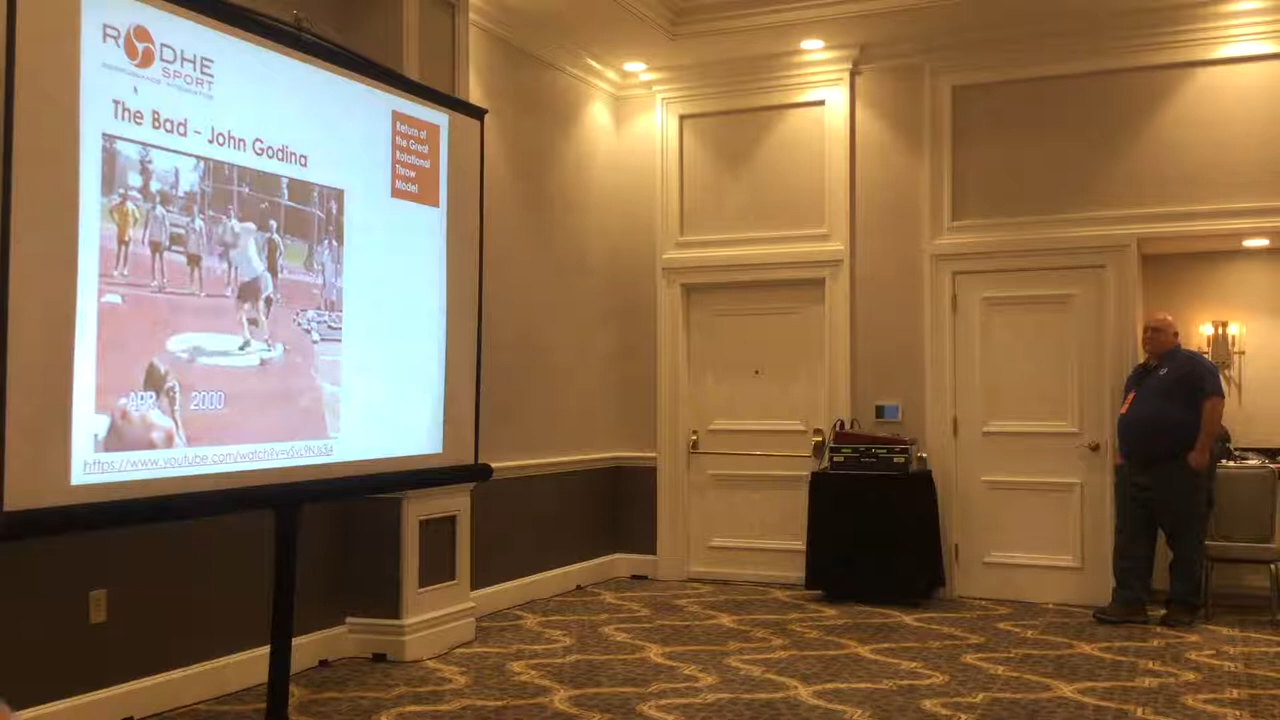 RODHE
SPORT
The Bad – John Godina
Return of
the Great
Rotational
Throw
Model
APR 2000